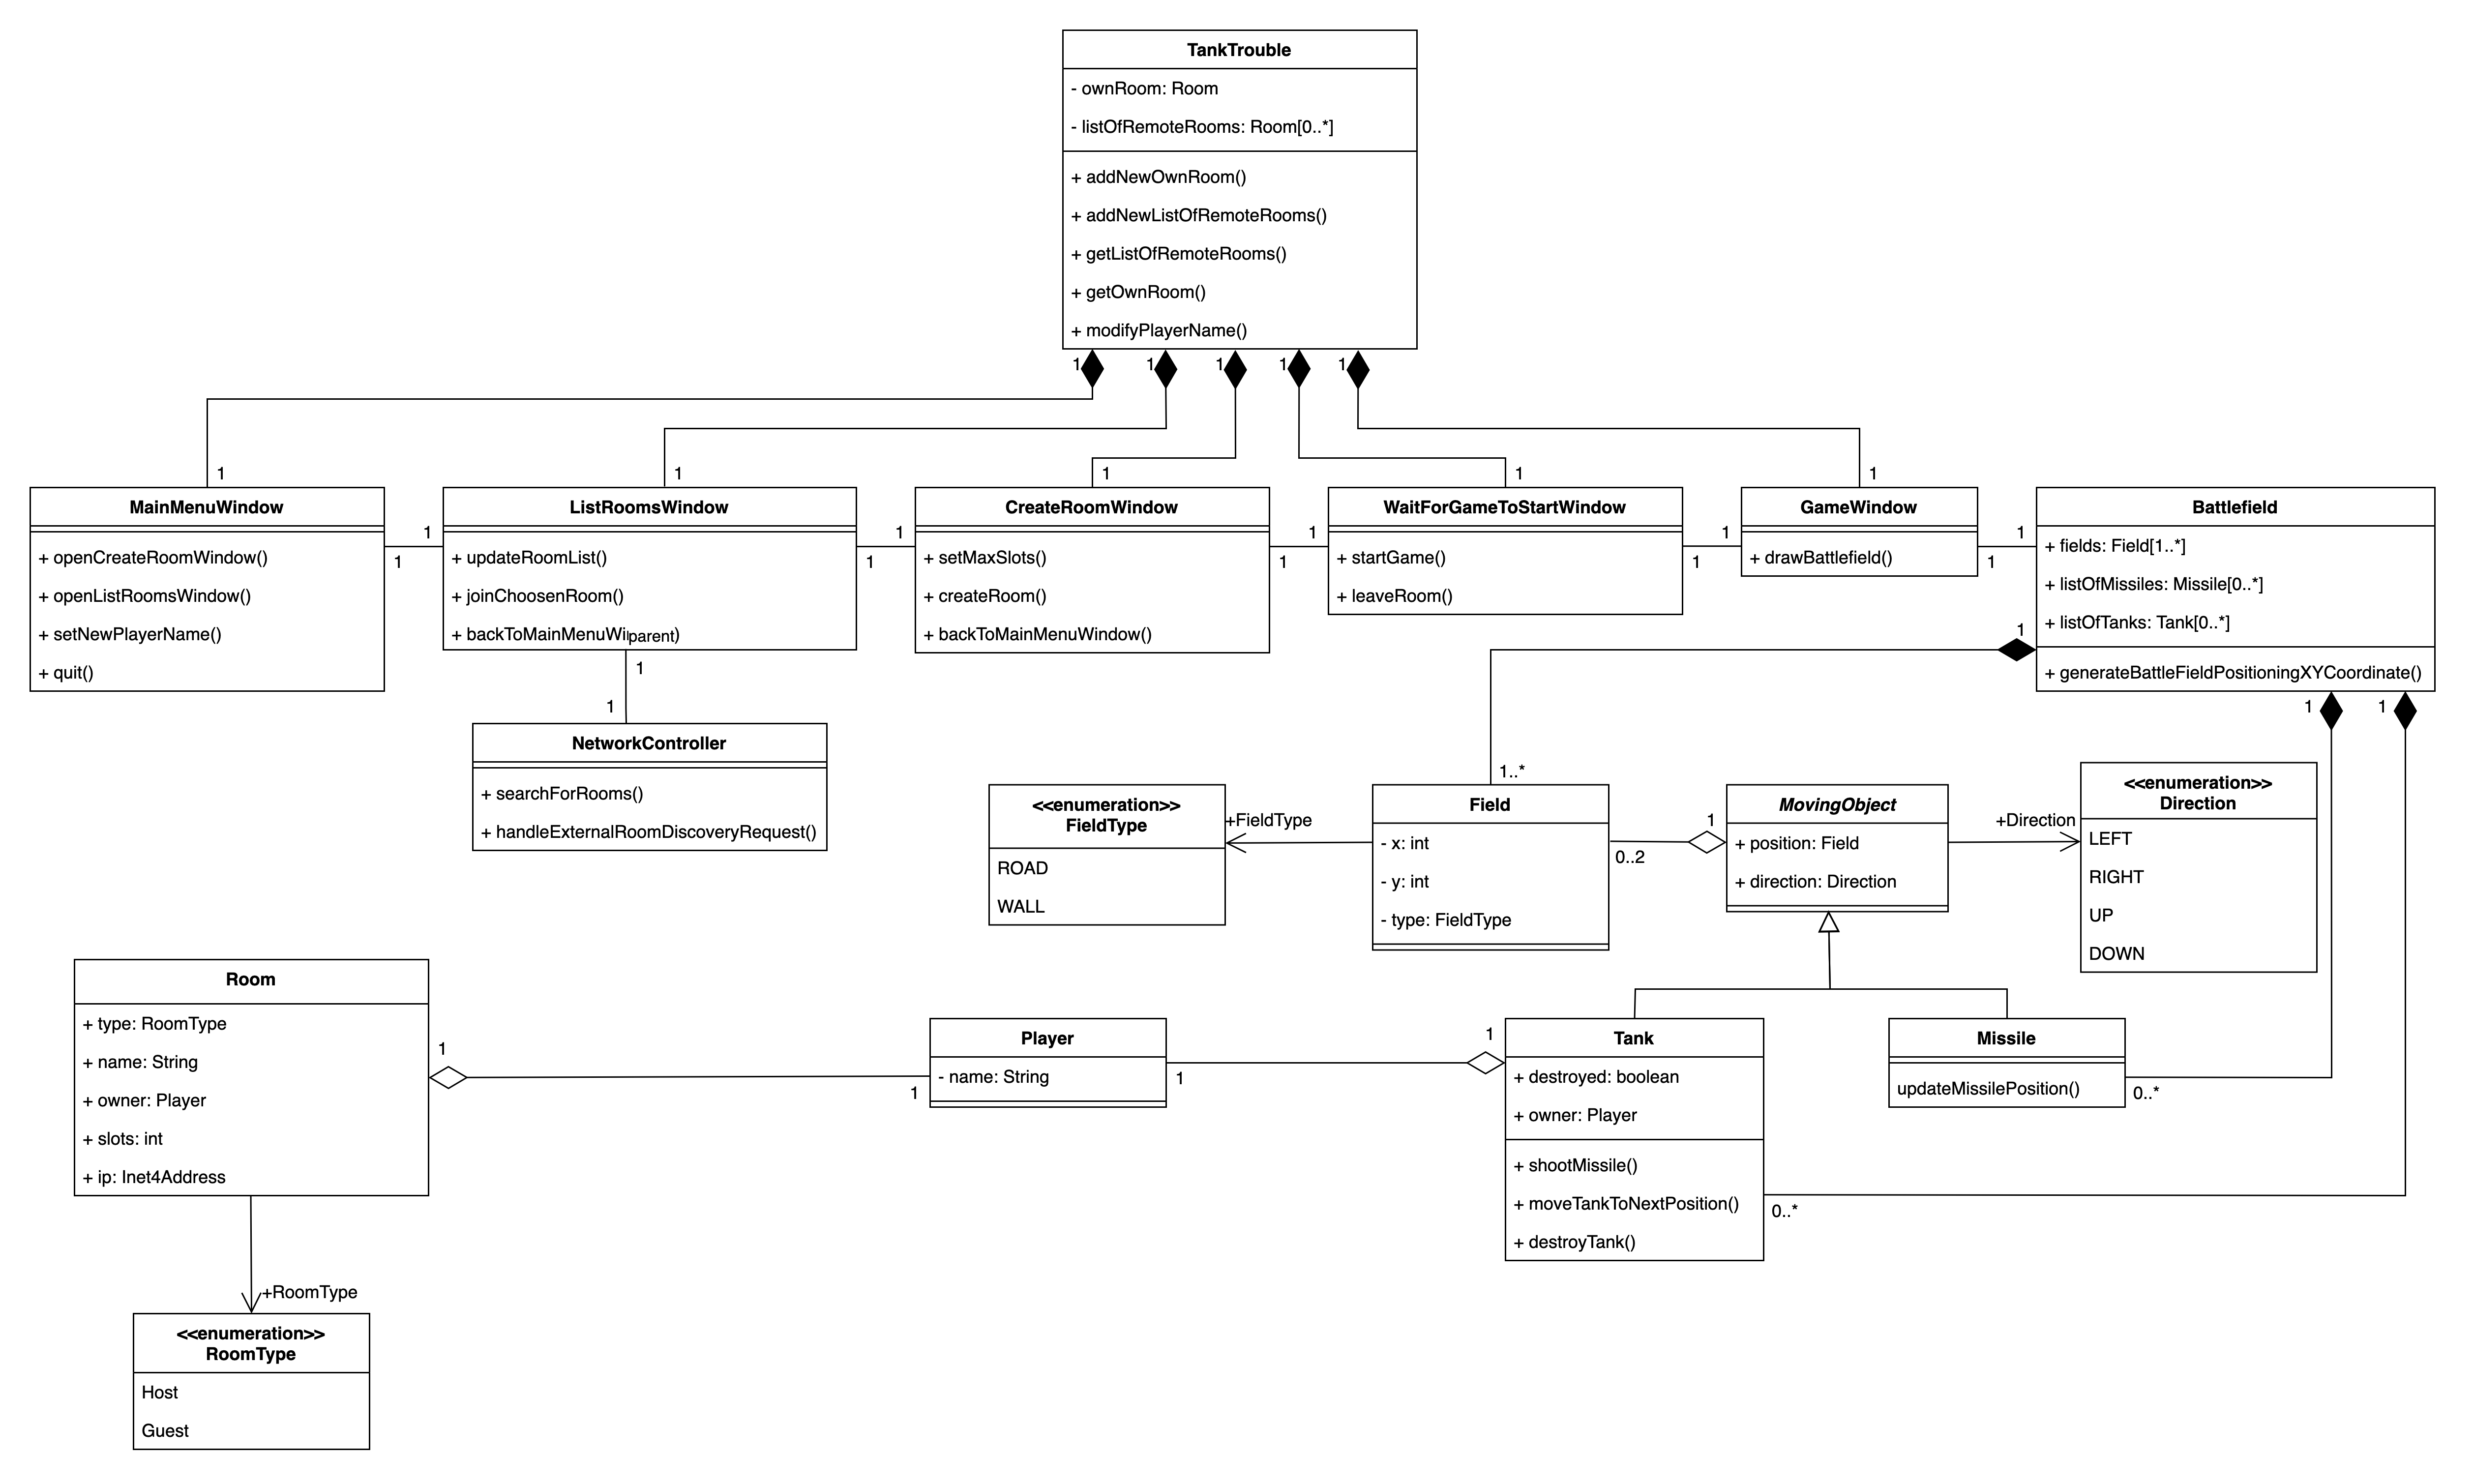 TankTrouble
- ownRoom: Room
- listOfRemoteRooms: Room[0..*]
+ addNewOwnRoom()
+ addNewListOfRemoteRooms()
+ getListOfRemoteRooms()
+ getOwnRoom()
+ modifyPlayerName()
1
1
1
1
1
1
1
1
1
1
MainMenuWindow
+ openCreateRoomWindow()
+ openListRoomsWindow()
+ setNewPlayerName()
+ quit()
1
1
ListRoomsWindow
+ updateRoomList()
+ joinChoosenRoom()
+ backToMainMenuWi
parent)
1
1
CreateRoomWindow
+ setMaxSlots()
+ createRoom()
+ backToMainMenuWindow()
1
1
WaitForGameToStartWindow
+ startGame()
+ leaveRoom()
1
1
GameWindow
+ drawBattlefield()
1
1
Battlefield
+ fields: Field[1..*]
+ listOfMissiles: Missile[0..*]
+ listOfTanks: Tank[0..*]
+ generateBattleFieldPositioningXYCoordinate()
1
1
1
1
1
NetworkController
+ searchForRooms()
+ handleExternalRoomDiscoveryRequest()
1..*
<<enumeration>>
FieldType
ROAD
WALL
+FieldType
Field
- x: int
- y: int
- type: FieldType
1
0..2
MovingObject
+ position: Field
+ direction: Direction
+Direction
<<enumeration>>
Direction
LEFT
RIGHT
UP
DOWN
Room
+ type: RoomType
+ name: String
+ owner: Player
+ slots: int
+ ip: Inet4Address
1
1
Player
- name: String
1
1
Tank
+ destroyed: boolean
+ owner: Player
+ shootMissile()
+ moveTankToNextPosition()
+ destroyTank()
0..*
Missile
updateMissilePosition()
0..*
+RoomType
<<enumeration>>
RoomType
Host
Guest